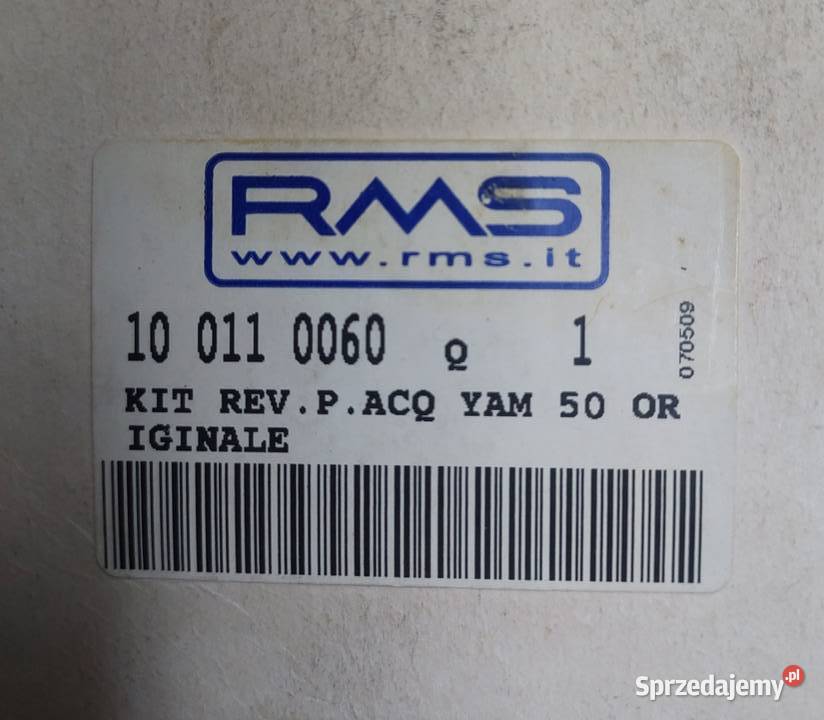 RMS
www.rms.it
10 011 0060 Q 1
070509
KIT REV.P.ACQ YAM 50 OR
IGINALE
Sprzedajemy.pl